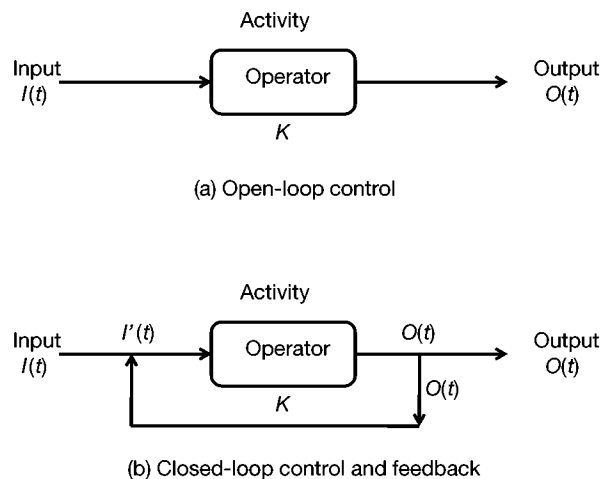 Activity
Input
I(t)
Operator
Output
O(t)
K
(a) Open-loop control
Activity
Input
I(t)
I'(t)
Operator
O(t)
Output
O(t)
O(t)
K
(b) Closed-loop control and feedback